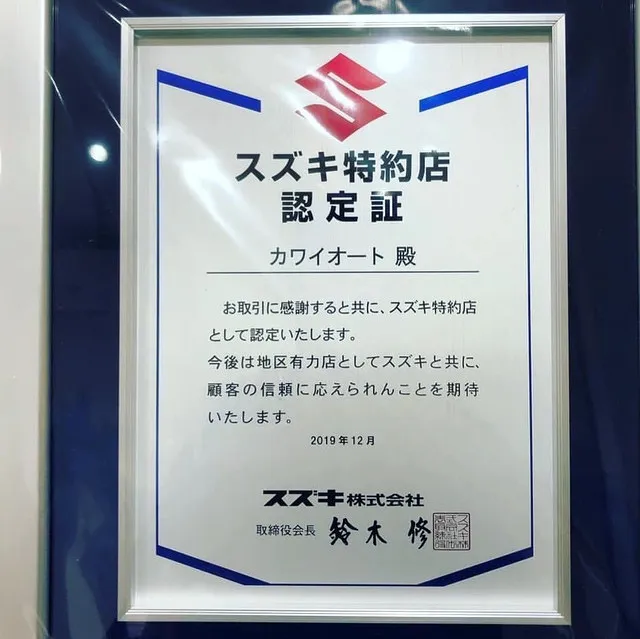 スズキ特約店
認定証
カワイオート 殿
お取引に感謝すると共に、スズキ特約店
として認定いたします。
今後は地区有力店としてスズキと共に、
顧客の信頼に応えられんことを期待
いたします。
2019年12月
スズキ株式会社
取締役会長 鈴木 修